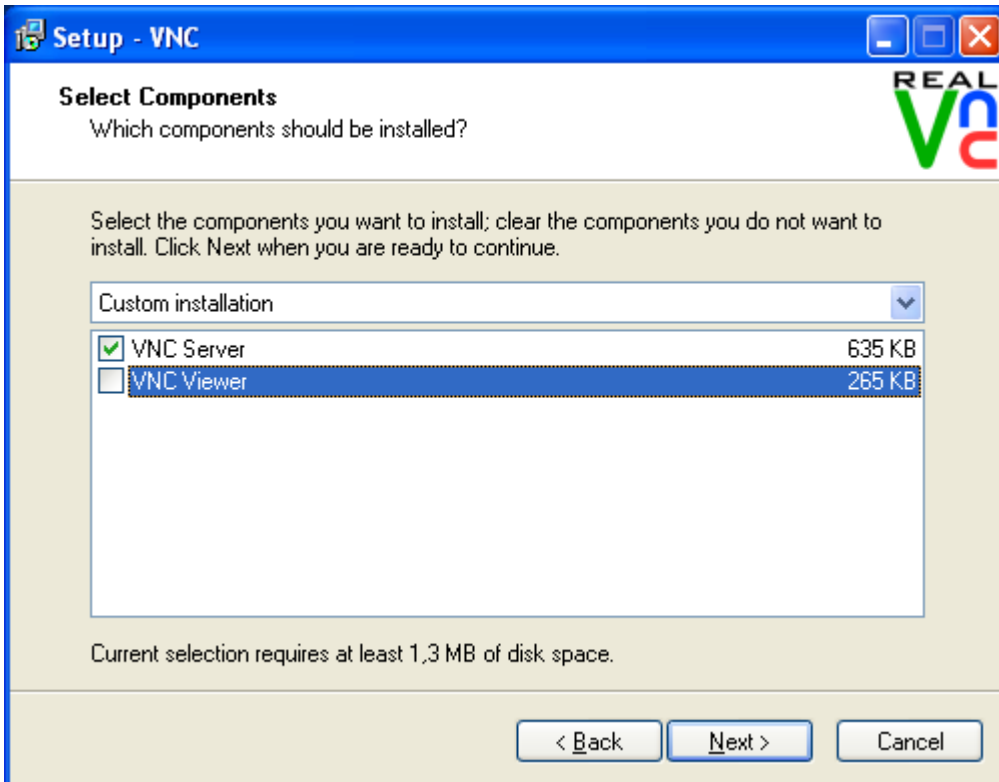 Setup - VNC
REAL
VNC
Select Components
Which components should be installed?
Select the components you want to install; clear the components you do not want to
install. Click Next when you are ready to continue.
Custom installation
VNC Server 635 KB
VNC Viewer 265 KB
Current selection requires at least 1,3 MB of disk space.
< Back Next > Cancel